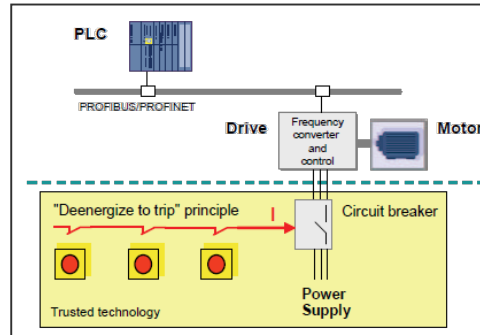 PLC
PROFIBUS/PROFINET
Drive
Frequency
converter
and
control
Motor
"Deenergize to trip" principle
I
Circuit breaker
Power
Supply
Trusted technology